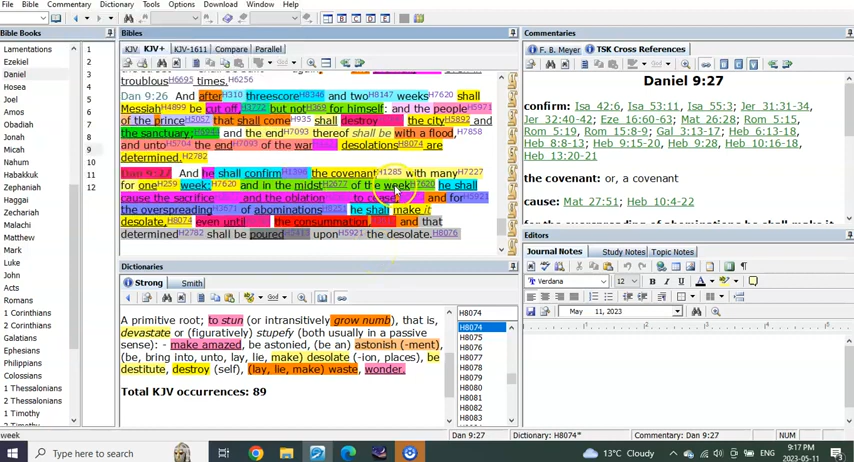 File Bible Commentary Dictionary Tools Options Download Window Help
Bible Books
Lamentations
Ezekiel
Daniel
Hosea
Joel
Amos
Obadiah
Jonah
Micah
Nahum
Habakkuk
Zephaniah
Haggai
Zechariah
Malachi
Matthew
Mark
Luke
John
Acts
Romans
1 Corinthians
2 Corinthians
Galatians
Ephesians
Philippians
Colossians
1 Thessalonians
2 Thessalonians
1 Timothy
1
2
3
4
5
6
7
8
9
10
11
12
Bibles
KJV KJV+ KJV-1611 Compare Parallel
troublous H6695 times. H6256
Dan 9:26 And after H310 threescore H8346 and two H8147 weeks H7620 shall
Messiah H4899 be cut off, H3772 but not H369 for himself: and the people H5971
of the prince H5057 that shall come H935 shall destroy the city H5892 and
the sanctuary; and the end H7093 thereof shall be with a flood, H7858
and unto H5704 the end H7093 of the war H4421 desolations H8074 are
determined. H2782
Dan 9:27 And he shall confirm H1396 the covenant H1285 with many H7227
for one H259 week: H7620 and in the midst H2677 of the week H7620 he shall
cause the sacrifice and the oblation to cease, and for H5921
the overspreading H3671 of abominations H8251 he shall make it
desolate, H8074 even until the consummation, and that
determined H2782 shall be poured H5413 upon H5921 the desolate. H8076
Dictionaries
Strong Smith
A primitive root; to stun (or intransitively grow numb), that is,
devastate or (figuratively) stupefy (both usually in a passive
sense): - make amazed, be astonied, (be an) astonish (-ment),
(be, bring into, unto, lay, lie, make) desolate (-ion, places), be
destitute, destroy (self), (lay, lie, make) waste, wonder.
Total KJV occurrences: 89
H8074
H8074
H8075
H8076
H8077
H8078
H8079
H8080
H8081
H8082
H8083
Commentaries
F. B. Meyer TSK Cross References
Daniel 9:27
confirm: Isa 42:6, Isa 53:11, Isa 55:3; Jer 31:31-34,
Jer 32:40-42; Eze 16:60-63; Mat 26:28; Rom 5:15,
Rom 5:19, Rom 15:8-9; Gal 3:13-17; Heb 6:13-18,
Heb 8:8-13, Heb 9:15-20, Heb 9:28, Heb 10:16-18,
Heb 13:20-21
the covenant: or, a covenant
cause: Mat 27:51; Heb 10:4-22
Editors
Journal Notes Study Notes Topic Notes
Verdana 12
May 11, 2023
week
Dan 9:27 Dictionary: H8074* Commentary: Dan 9:27 NUM
Type here to search
13°C Cloudy
ENG
9:17 PM
2023-05-11